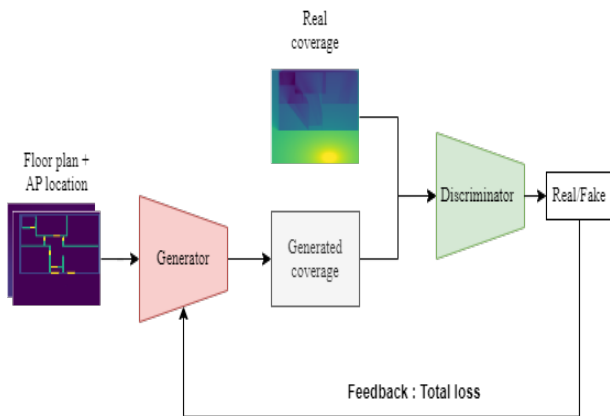 Real
coverage
Floor plan +
AP location
Generator
Generated
coverage
Discriminator
Real/Fake
Feedback : Total loss